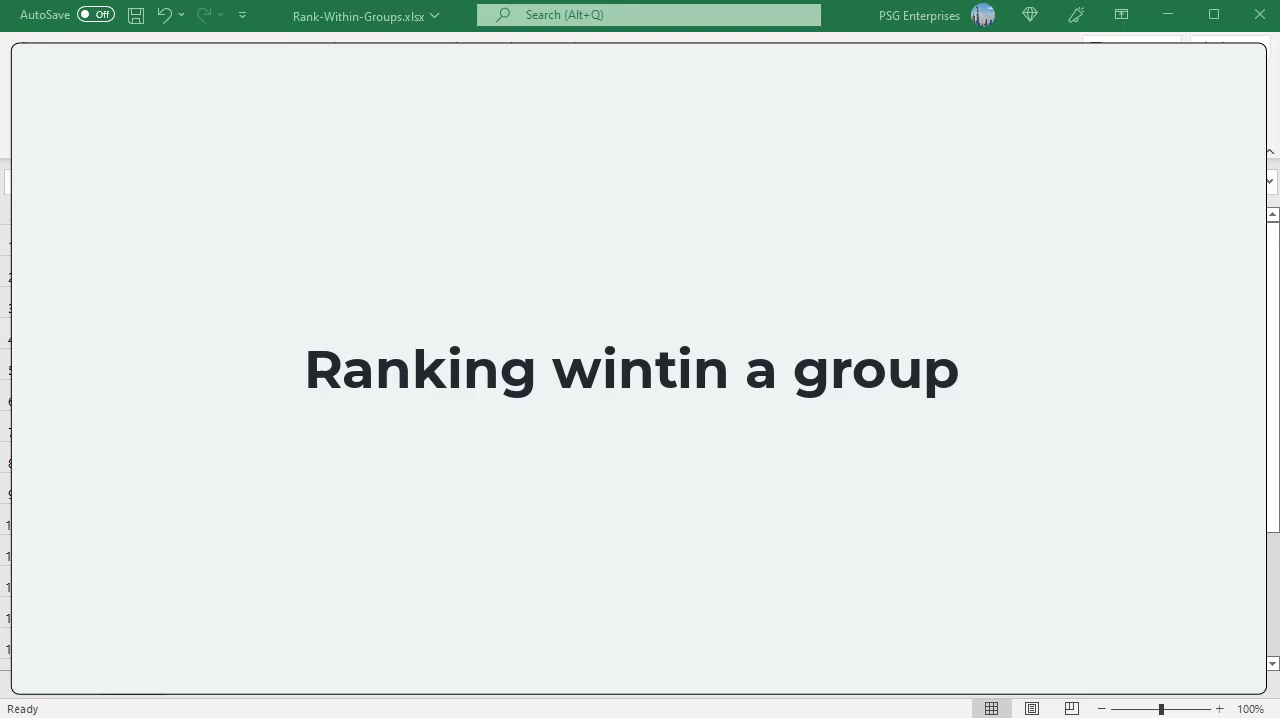 AutoSave Off Rank-Within-Groups.xlsx Search (Alt+Q) PSG Enterprises
Ranking wintin a group
Ready 100%